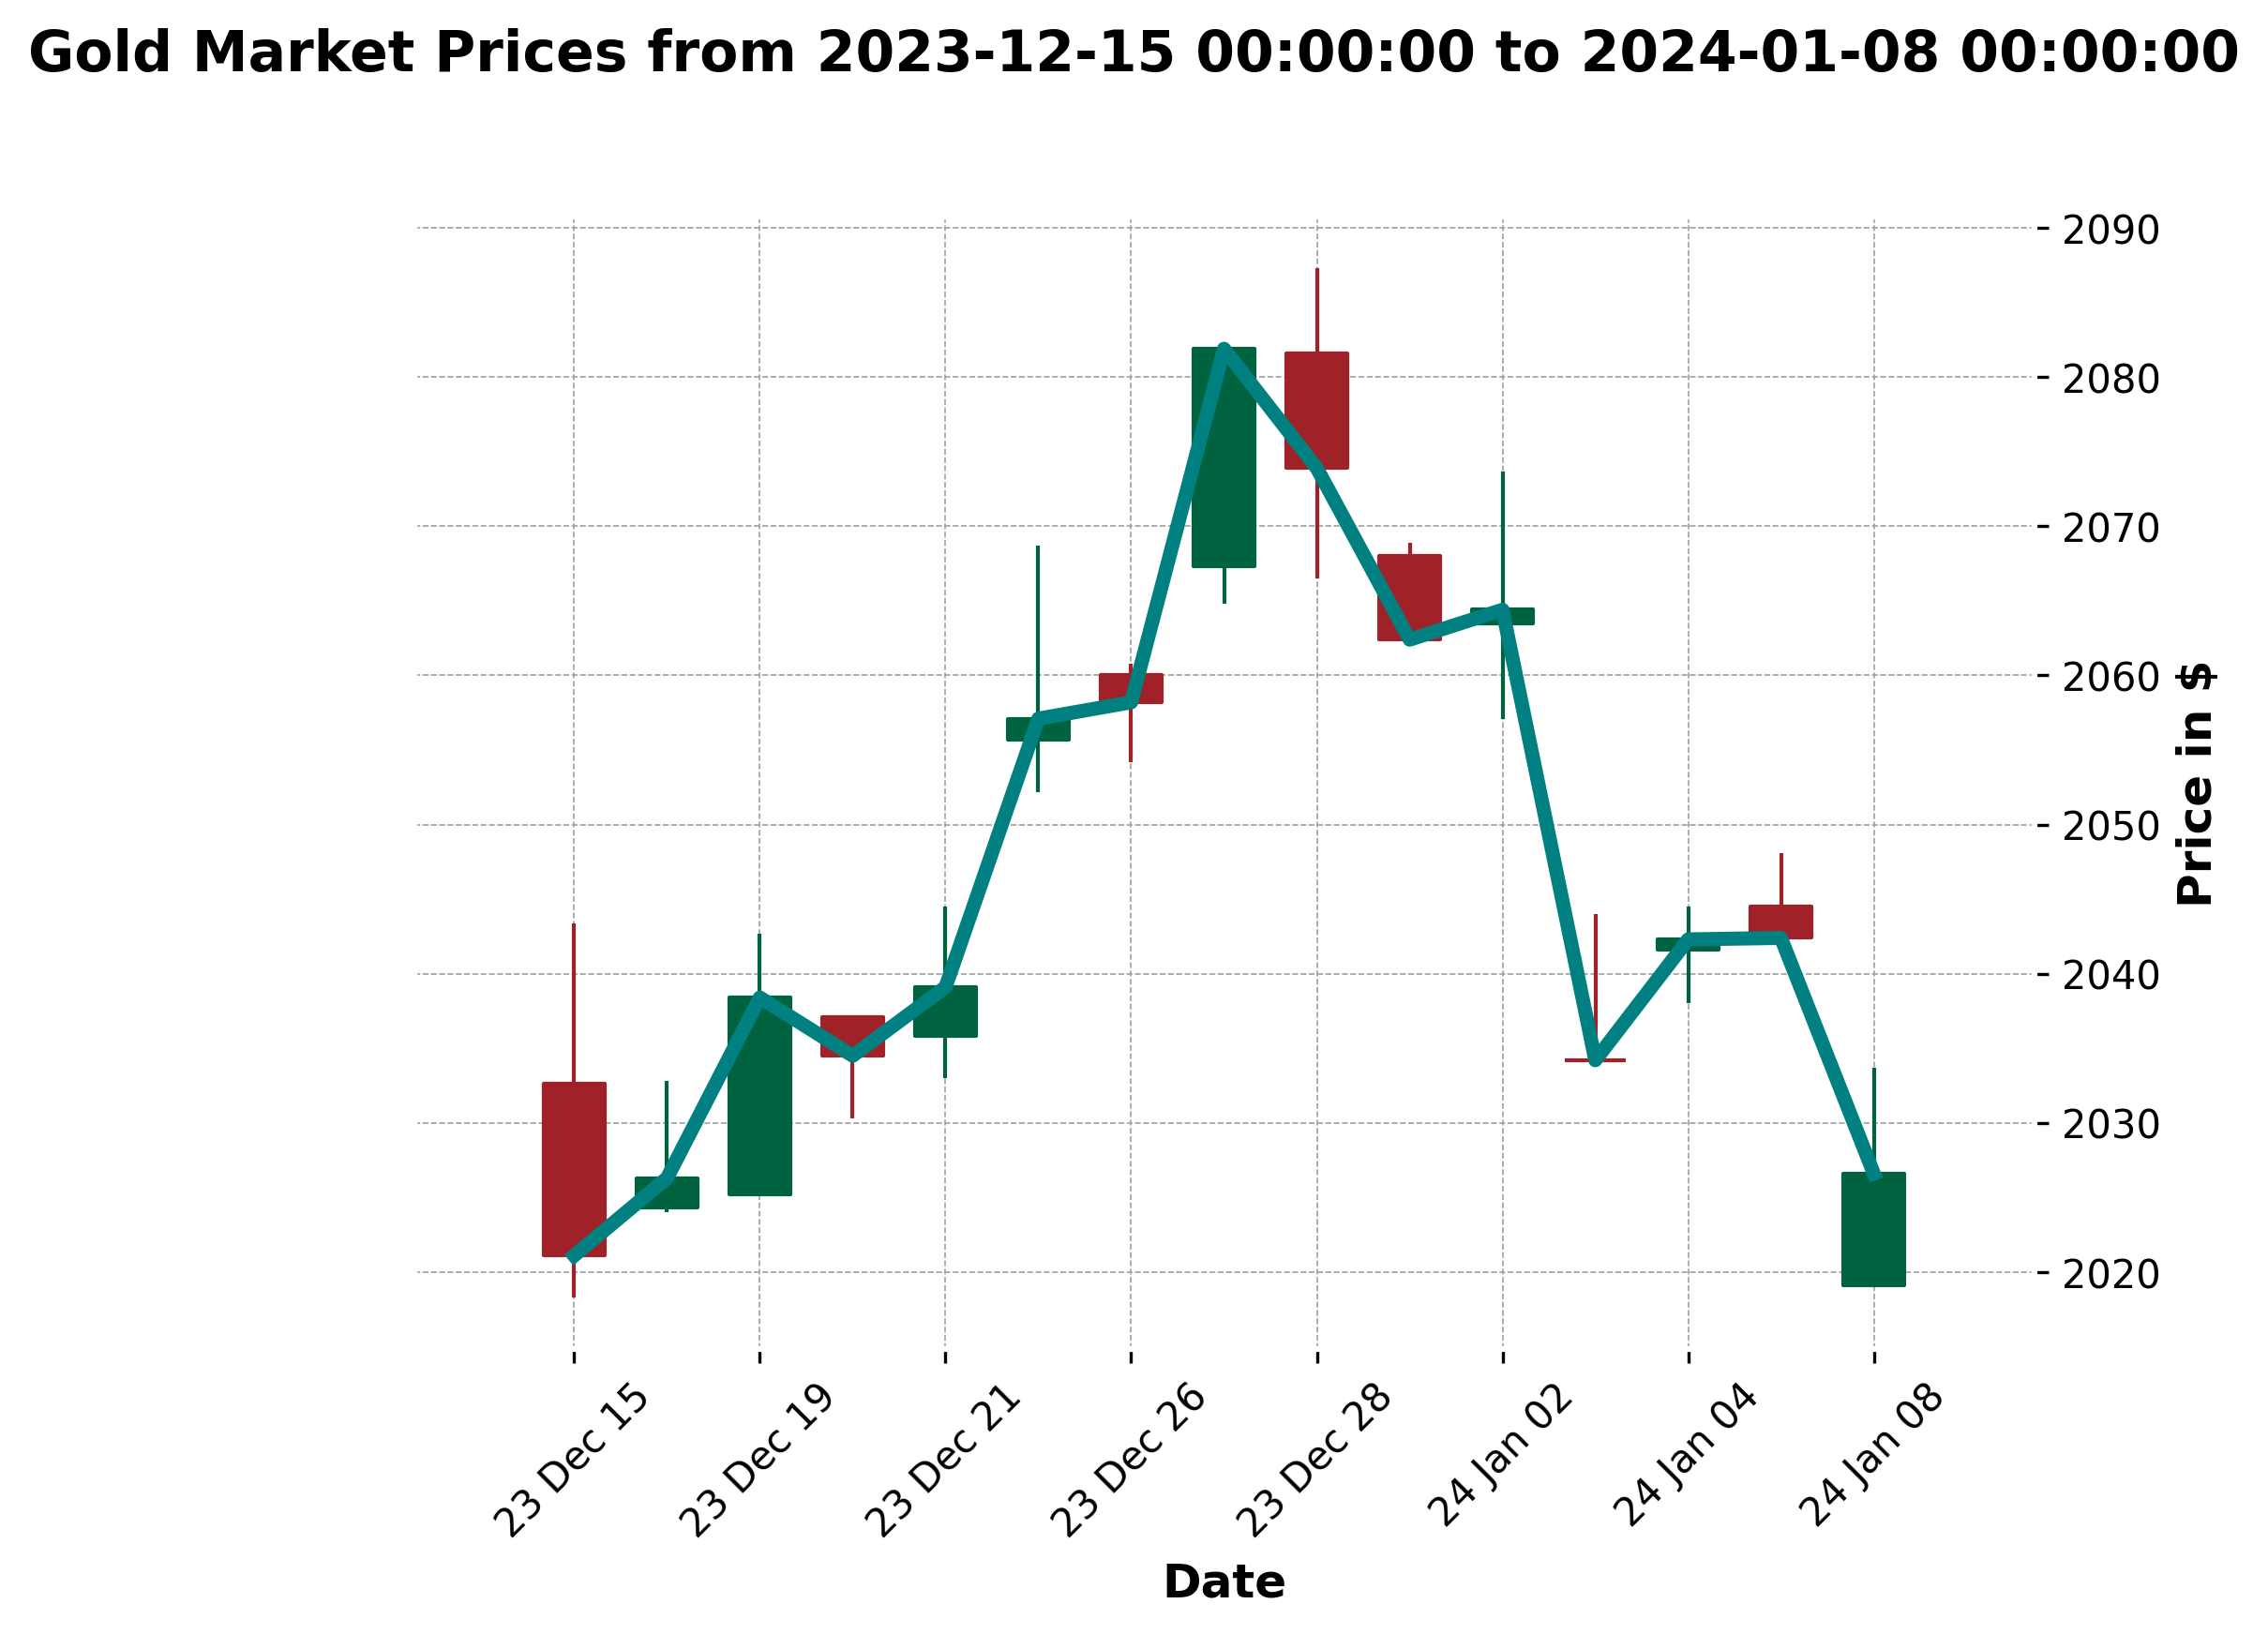 Gold Market Prices from 2023-12-15 00:00:00 to 2024-01-08 00:00:00
2090
2080
2070
2060
2050
2040
2030
2020
Price in $
23 Dec 15
23 Dec 19
23 Dec 21
23 Dec 26
23 Dec 28
24 Jan 02
24 Jan 04
24 Jan 08
Date